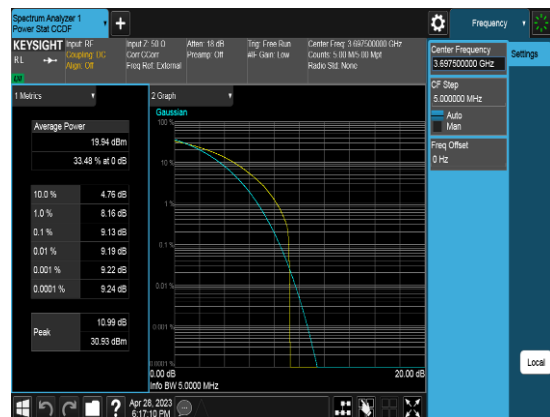 Spectrum Analyzer 1
Power Stat CCDF
+
Frequency
KEYSIGHT
Input: RF
Coupling: DC
Align: Off
Input Z: 50 Ω
Corr CCorr
Freq Ref: External
Atten: 18 dB
Preamp: Off
Trig: Free Run
#IF Gain: Low
Center Freq: 3.697500000 GHz
Counts: 5.00 M/5.00 Mpt
Radio Std: None
R L
LXI
Center Frequency
3.697500000 GHz
Settings
CF Step
5.000000 MHz
Auto
Man
Freq Offset
0 Hz
1 Metrics
2 Graph
Average Power
19.94 dBm
33.48 % at 0 dB
10.0 % 4.76 dB
1.0 % 8.16 dB
0.1 % 9.13 dB
0.01 % 9.19 dB
0.001 % 9.22 dB
0.0001 % 9.24 dB
Peak
10.99 dB
30.93 dBm
Gaussian
100 %
10 %
1 %
0.1 %
0.01 %
0.001 %
0.0001 %
0.00 dB 20.00 dB
Info BW 5.0000 MHz
Local
?
Apr 28, 2023
6:17:10 PM